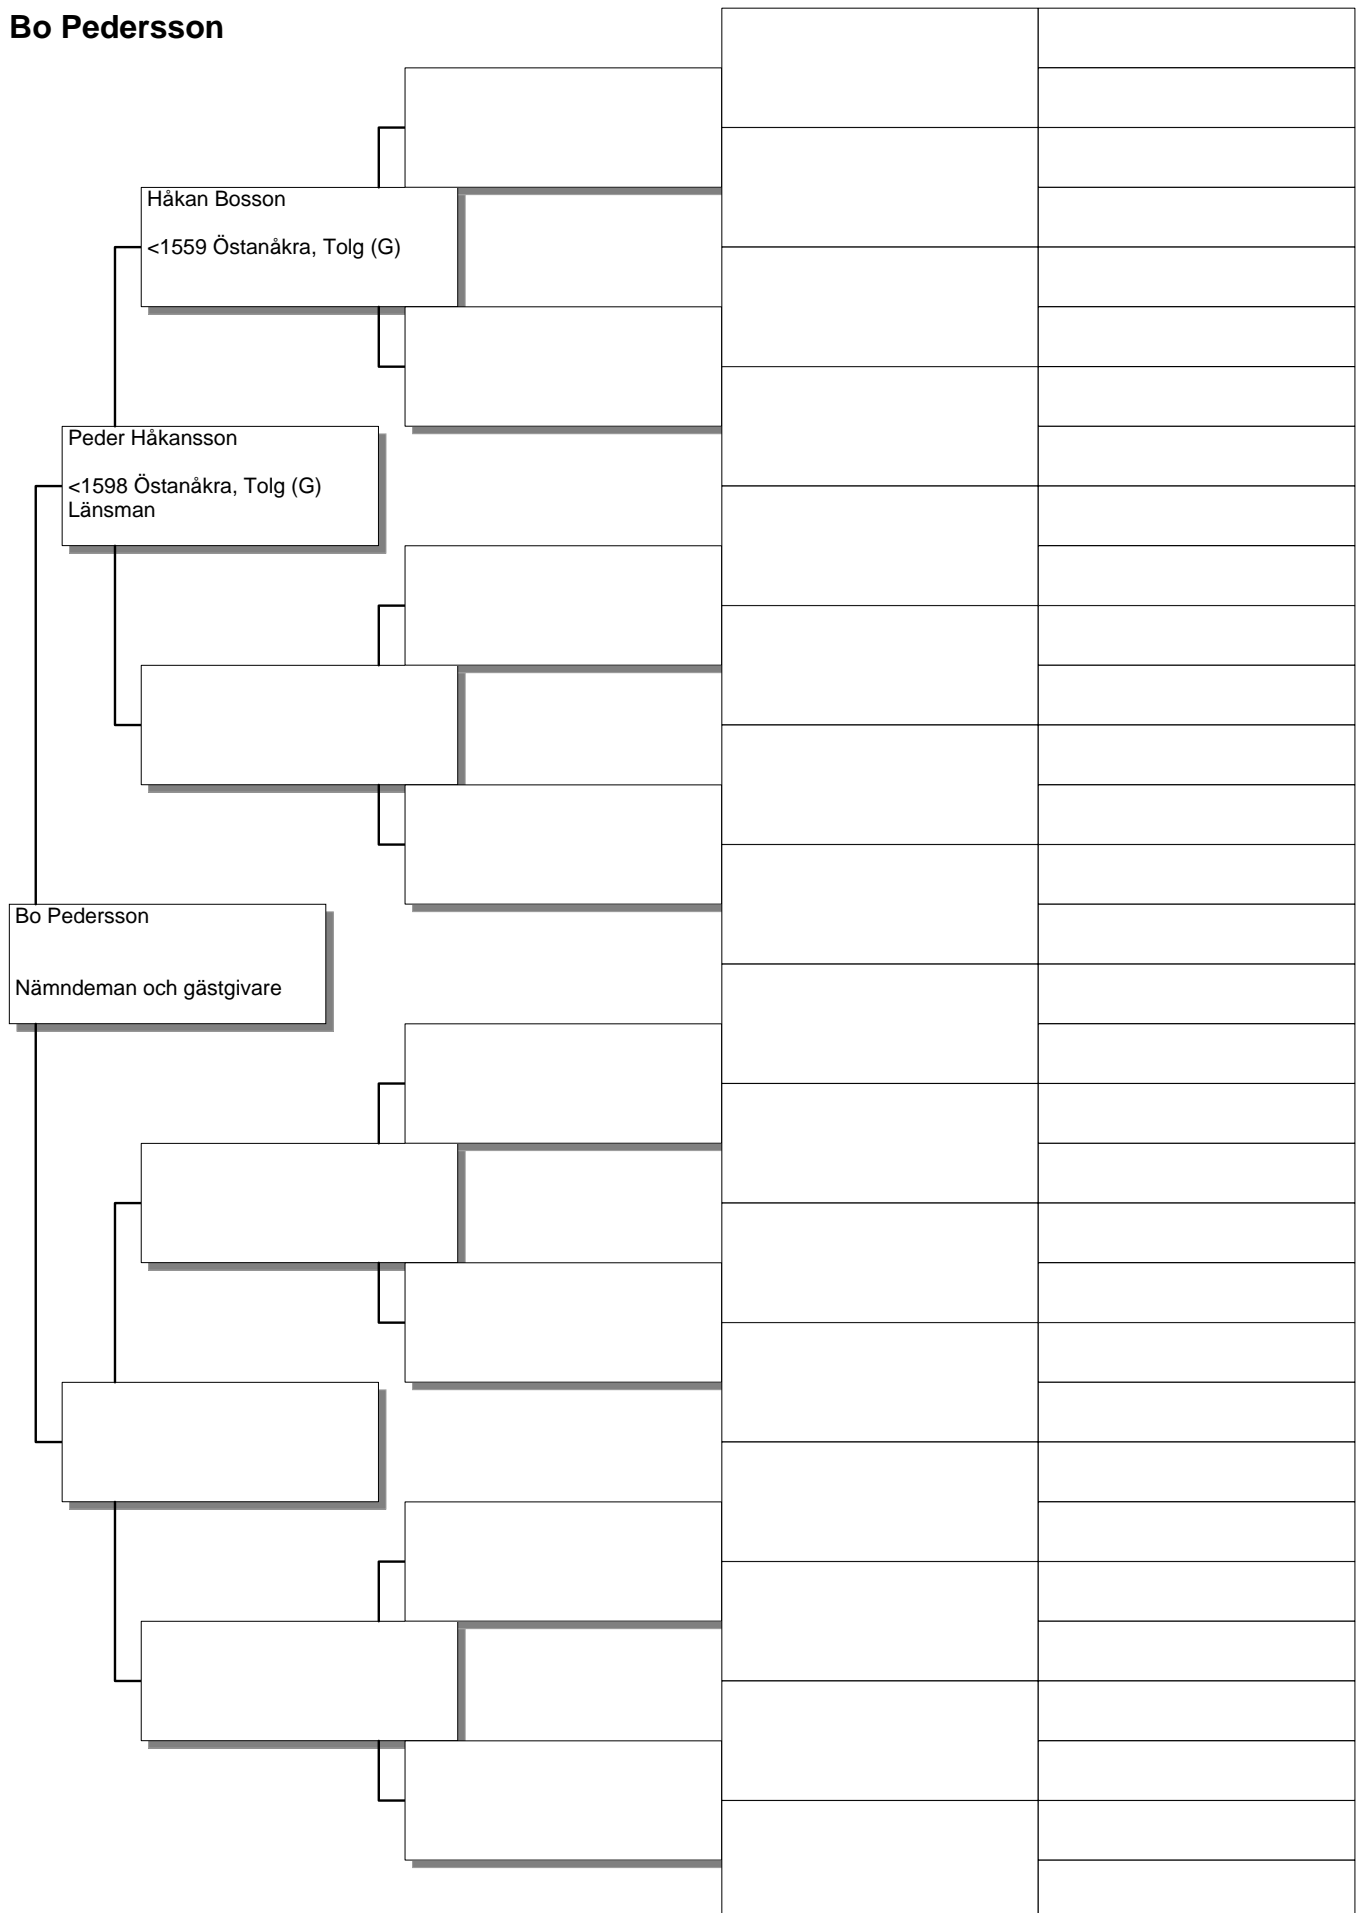 Bo Pedersson
Håkan Bosson
<1559 Östanåkra, Tolg (G)
Peder Håkansson
<1598 Östanåkra, Tolg (G)
Länsman
Bo Pedersson
Nämndeman och gästgivare